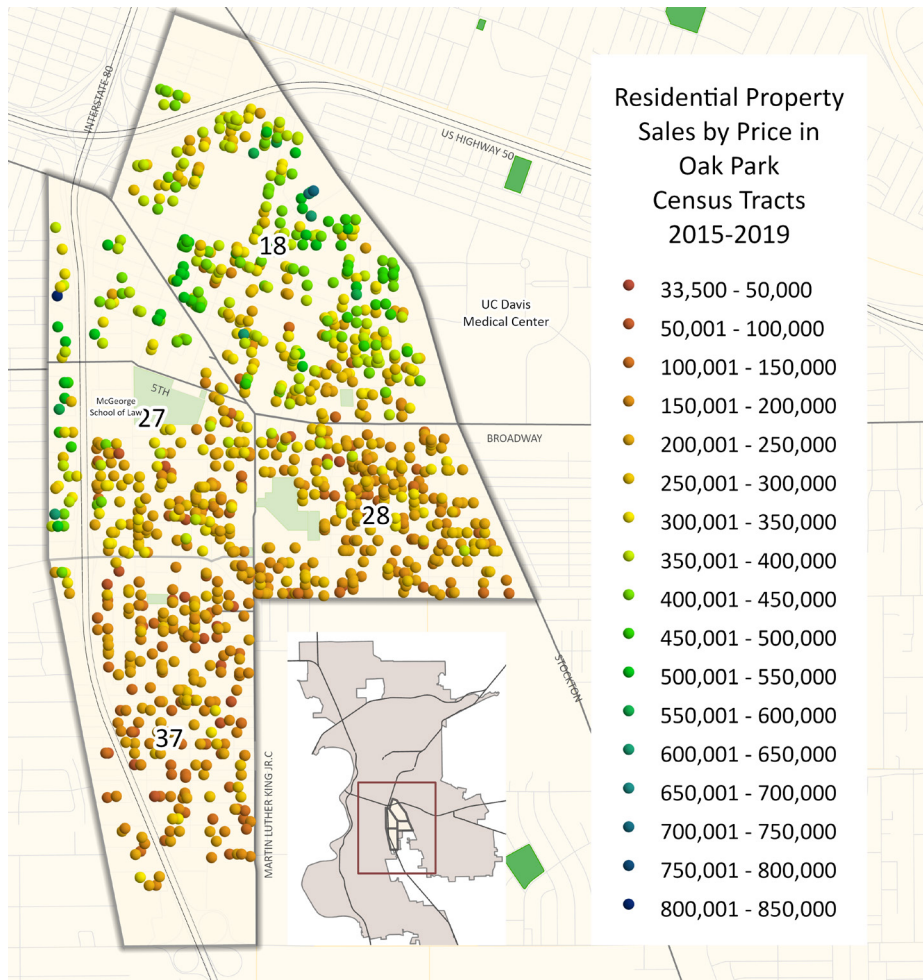 Residential Property
Sales by Price in
Oak Park
Census Tracts
2015-2019
33,500 - 50,000
50,001 - 100,000
100,001 - 150,000
150,001 - 200,000
200,001 - 250,000
250,001 - 300,000
300,001 - 350,000
350,001 - 400,000
400,001 - 450,000
450,001 - 500,000
500,001 - 550,000
550,001 - 600,000
600,001 - 650,000
650,001 - 700,000
700,001 - 750,000
750,001 - 800,000
800,001 - 850,000
INTERSTATE 80
US HIGHWAY 50
18
UC Davis
Medical Center
5TH
McGeorge
School of Law
27
BROADWAY
28
STOCKTON
37
MARTIN LUTHER KING JR.C